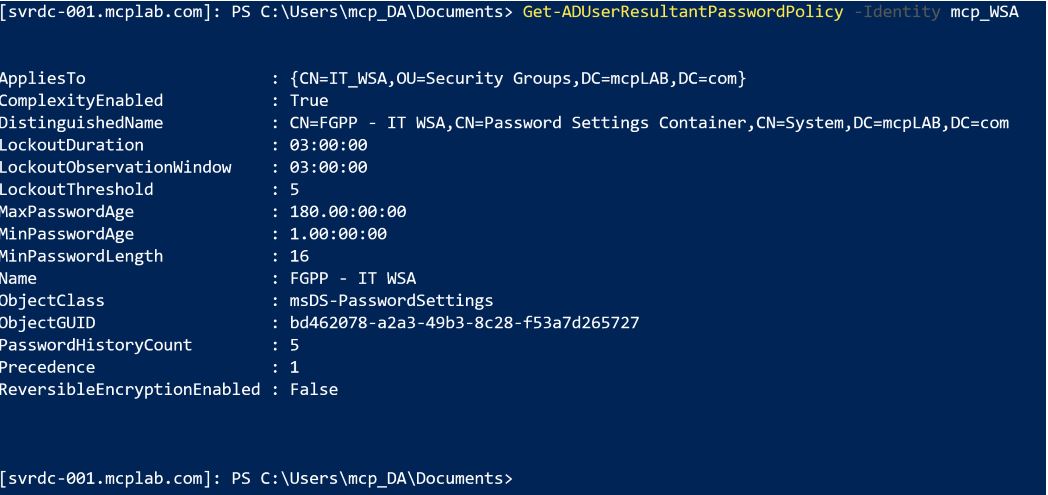 [svrdc-001.mcplab.com]: PS C:\Users\mcp_DA\Documents> Get-ADUserResultantPasswordPolicy -Identity mcp_WSA
AppliesTo                   : {CN=IT_WSA,OU=Security Groups,DC=mcpLAB,DC=com}
ComplexityEnabled           : True
DistinguishedName           : CN=FGPP - IT WSA,CN=Password Settings Container,CN=System,DC=mcpLAB,DC=com
LockoutDuration             : 03:00:00
LockoutObservationWindow    : 03:00:00
LockoutThreshold            : 5
MaxPasswordAge              : 180.00:00:00
MinPasswordAge              : 1.00:00:00
MinPasswordLength           : 16
Name                        : FGPP - IT WSA
ObjectClass                 : msDS-PasswordSettings
ObjectGUID                  : bd462078-a2a3-49b3-8c28-f53a7d265727
PasswordHistoryCount        : 5
Precedence                  : 1
ReversibleEncryptionEnabled : False
[svrdc-001.mcplab.com]: PS C:\Users\mcp_DA\Documents>